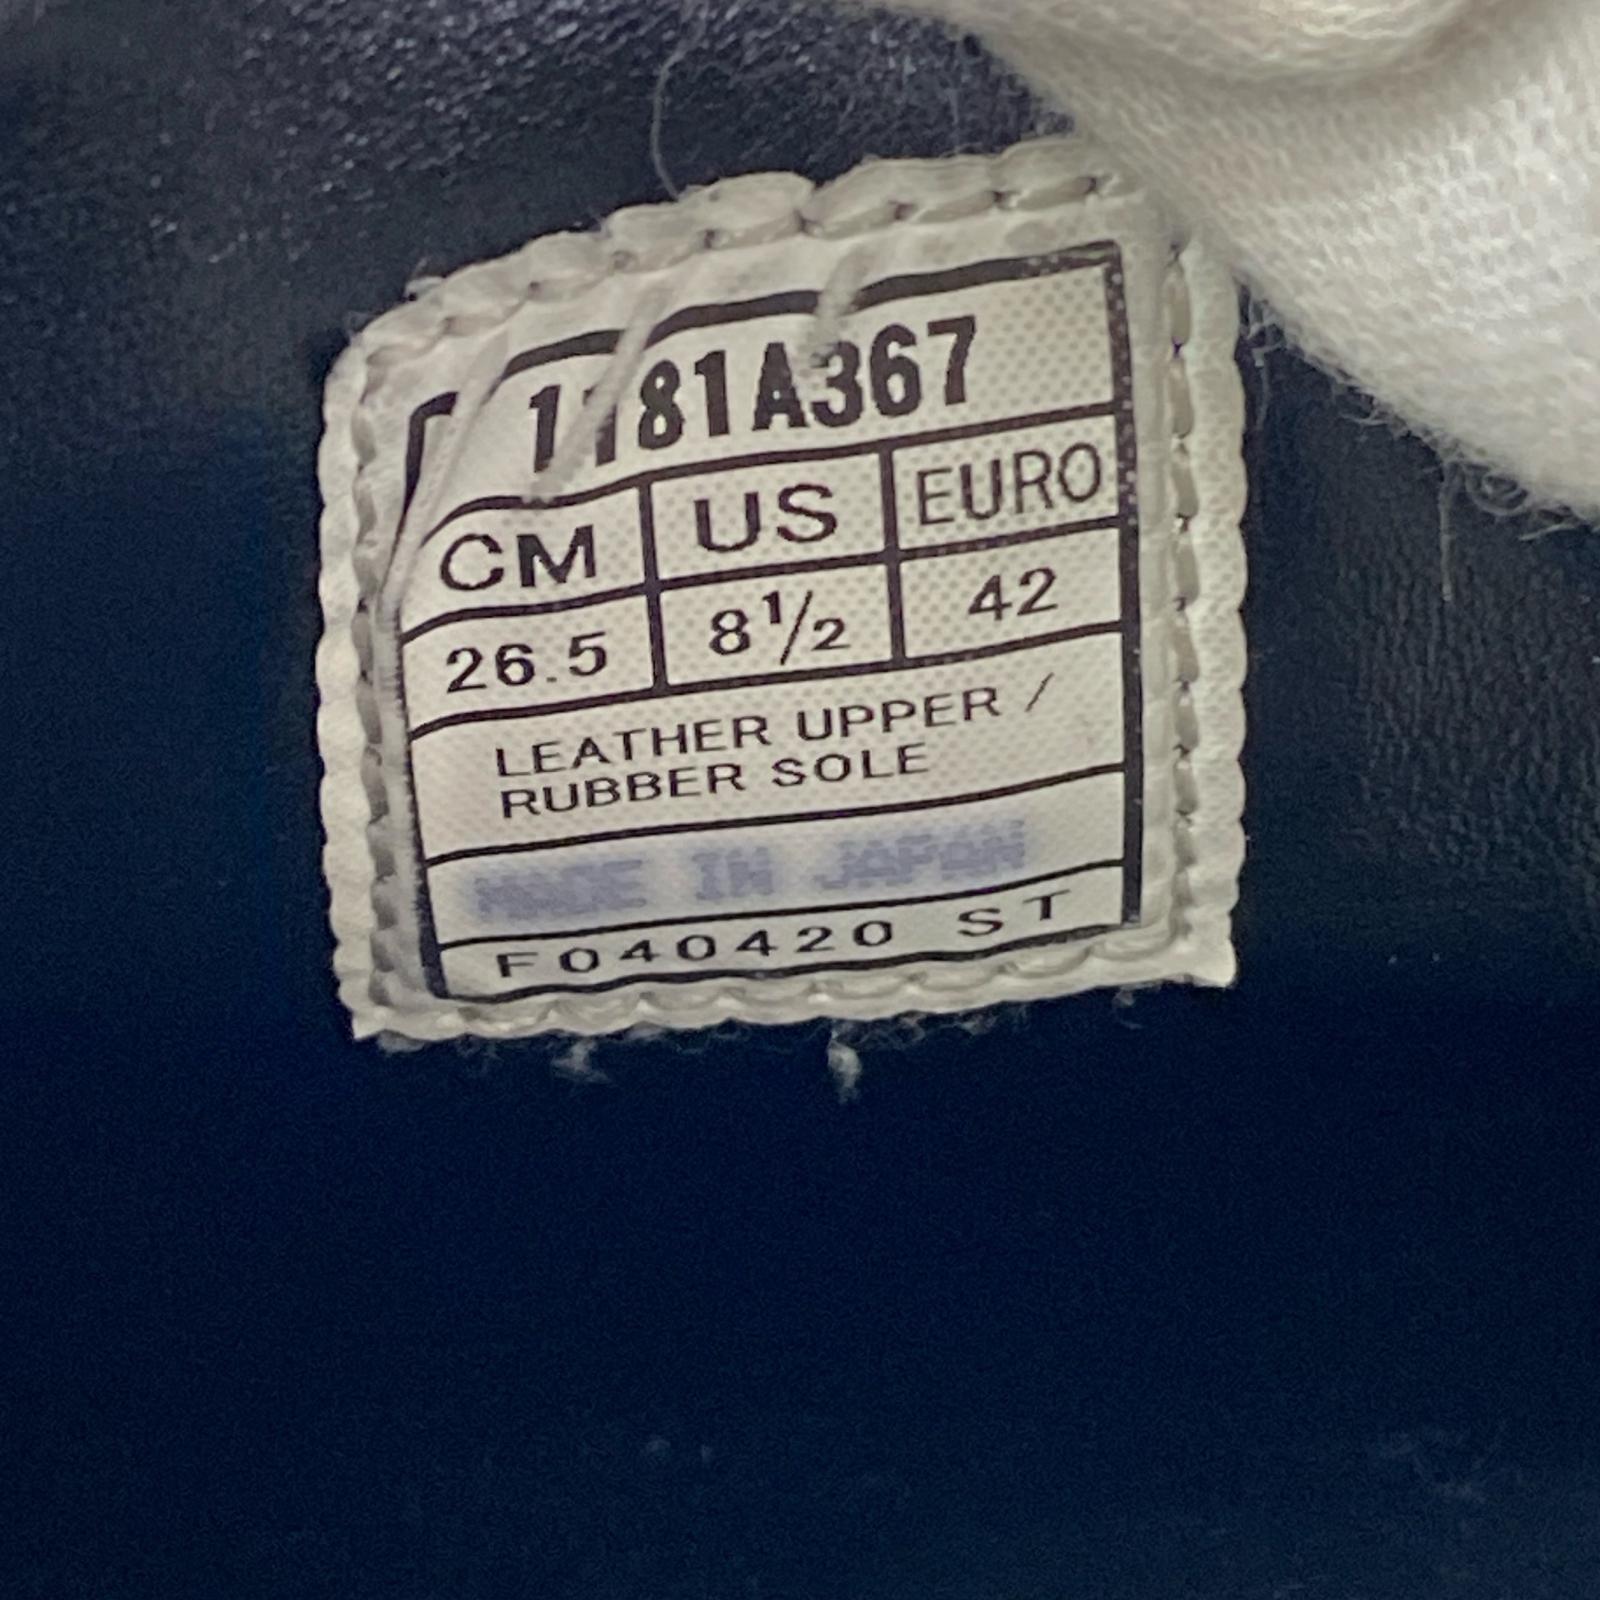 1181A367
CM US EURO
26.5 8½ 42
LEATHER UPPER /
RUBBER SOLE
MADE IN JAPAN
F040420 ST